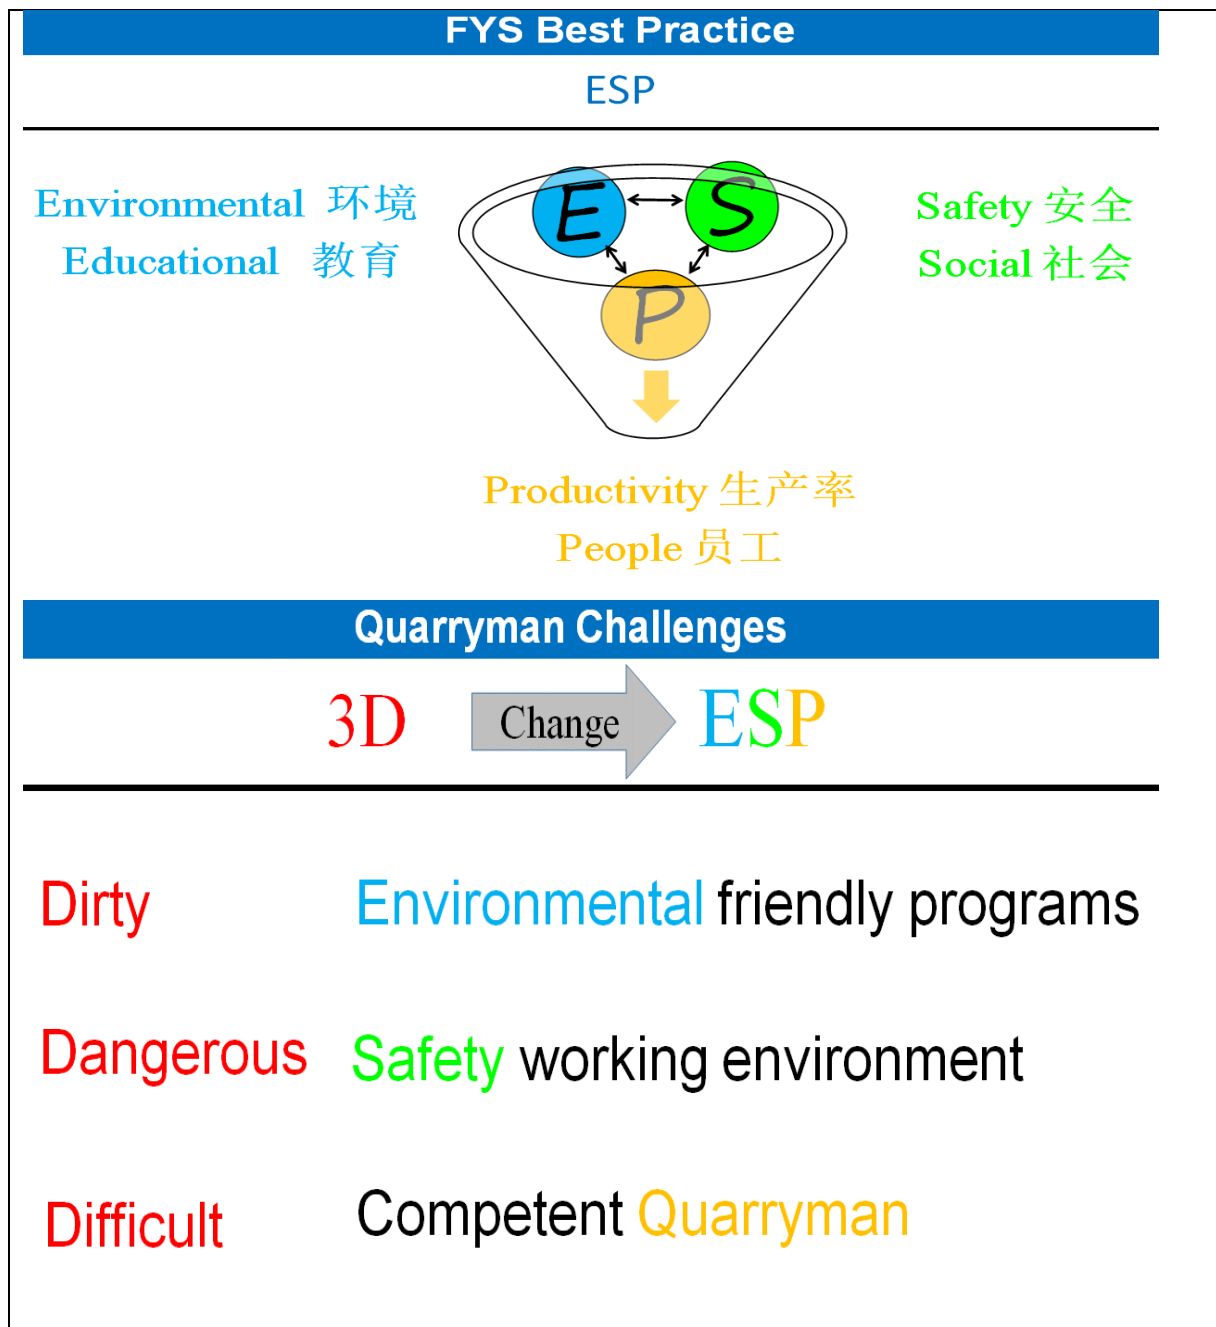 FYS Best Practice
ESP
Environmental 环境
Educational 教育
E
S
P
Safety 安全
Social 社会
Productivity 生产率
People 员工
Quarryman Challenges
3D Change ESP
Dirty Environmental friendly programs
Dangerous Safety working environment
Difficult Competent Quarryman